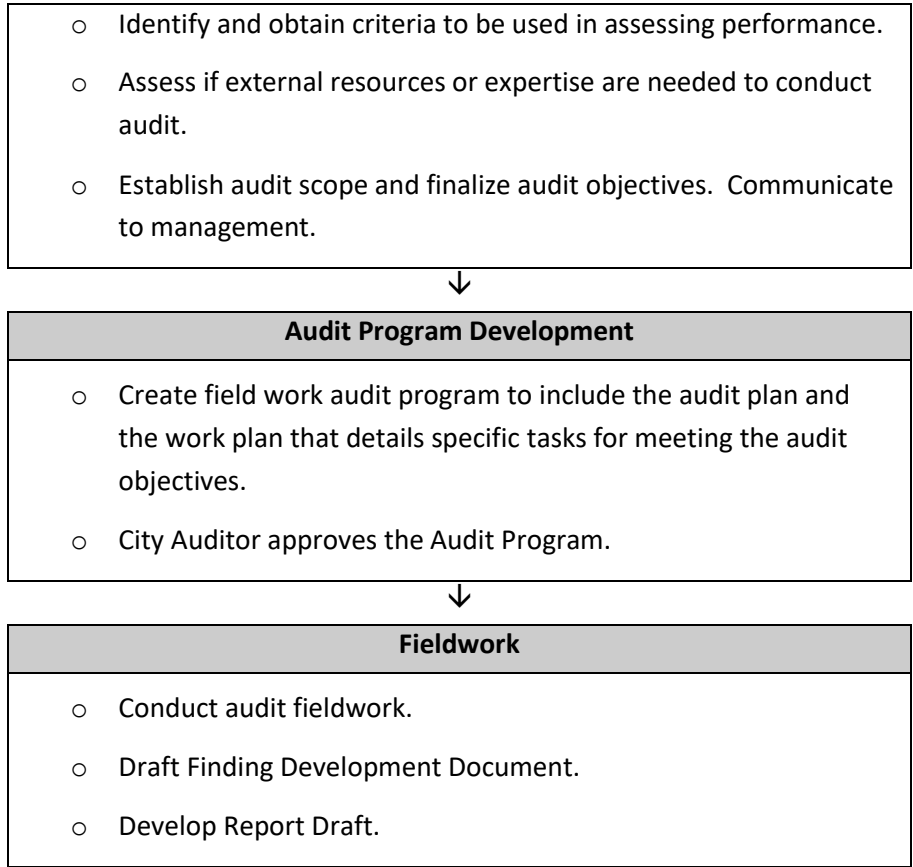 o Identify and obtain criteria to be used in assessing performance.
o Assess if external resources or expertise are needed to conduct
audit.
o Establish audit scope and finalize audit objectives.  Communicate
to management.
↓
Audit Program Development
o Create field work audit program to include the audit plan and
the work plan that details specific tasks for meeting the audit
objectives.
o City Auditor approves the Audit Program.
↓
Fieldwork
o Conduct audit fieldwork.
o Draft Finding Development Document.
o Develop Report Draft.